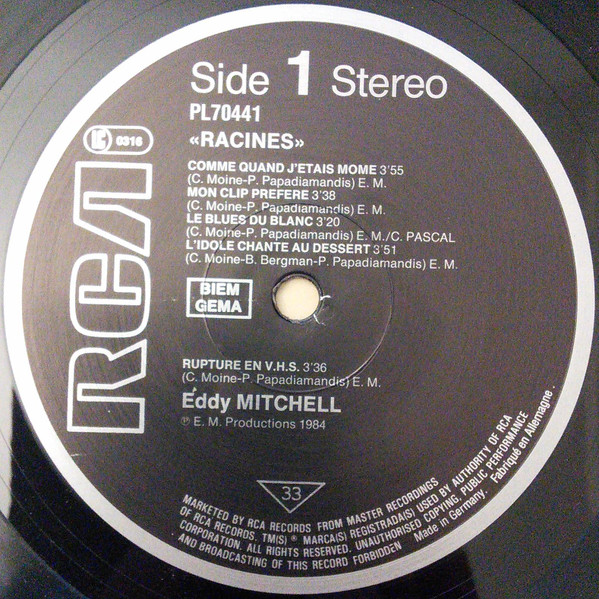 Side 1 Stereo
PL70441
«RACINES»
LC 0316
COMME QUAND J'ETAIS MOME 3'55
(C. Moine-P. Papadiamandis) E. M.
MON CLIP PREFERE 3'38
(C. Moine-P. Papadiamandis) E. M.
LE BLUES DU BLANC 3'20
(C. Moine-P. Papadiamandis) E. M./C. PASCAL
L'IDOLE CHANTE AU DESSERT 3'51
(C. Moine-B. Bergman-P. Papadiamandis) E. M.
BIEM
GEMA
RCA
RUPTURE EN V.H.S. 3'36
(C. Moine-P. Papadiamandis) E. M.
Eddy MITCHELL
℗ E. M. Productions 1984
33
MARKETED BY RCA RECORDS FROM MASTER RECORDINGS
OF RCA RECORDS. TM(S) ® MARCA(S) REGISTRADA(S) USED BY AUTHORITY OF RCA
CORPORATION. ALL RIGHTS RESERVED. UNAUTHORISED COPYING, PUBLIC PERFORMANCE
AND BROADCASTING OF THIS RECORD FORBIDDEN
Made in Germany. Fabriqué en Allemagne.